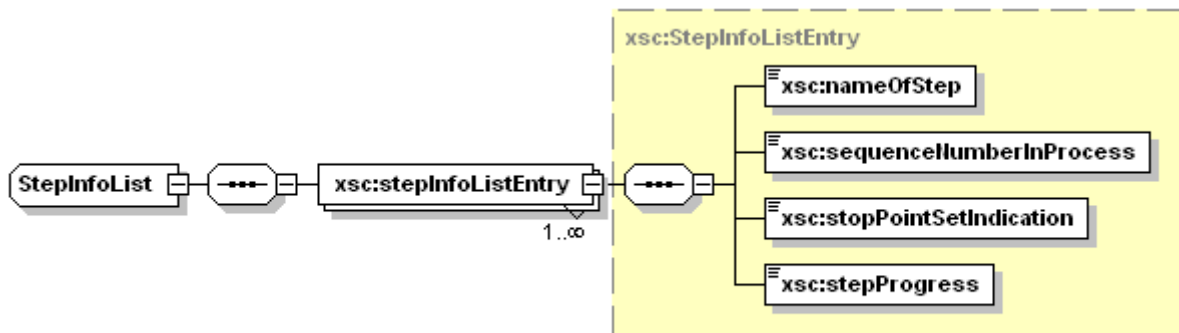 xsc:StepInfoListEntry
xsc:nameOfStep
xsc:sequenceNumberInProcess
StepInfoList
xsc:stepInfoListEntry
1..∞
xsc:stopPointSetIndication
xsc:stepProgress